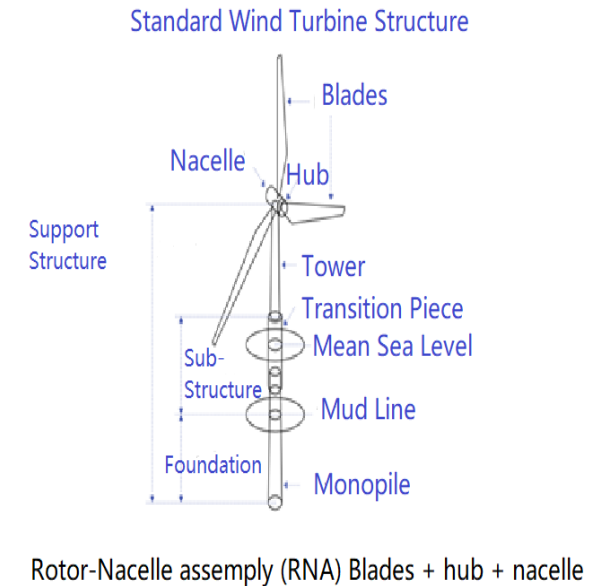 Standard Wind Turbine Structure
Blades
Nacelle
Hub
Support
Structure
Tower
Transition Piece
Mean Sea Level
Sub-
Structure
Mud Line
Foundation
Monopile
Rotor-Nacelle assemply (RNA) Blades + hub + nacelle